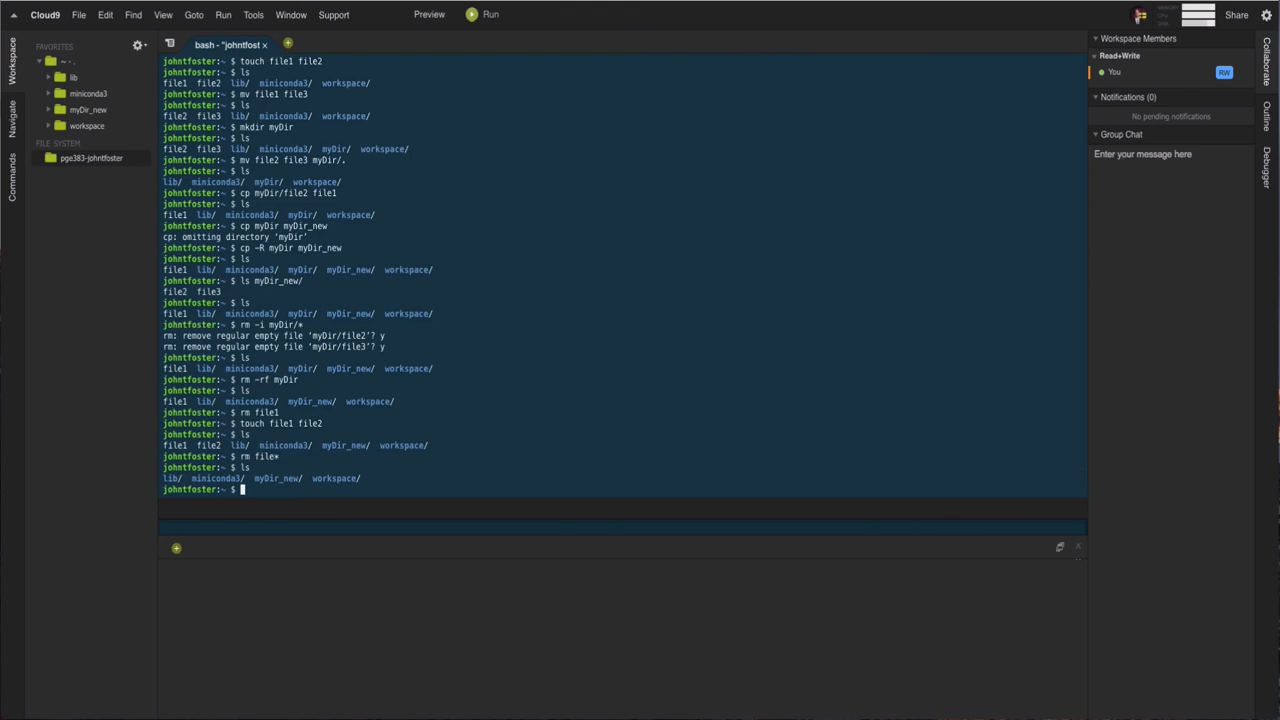 Cloud9 File Edit Find View Goto Run Tools Window Support Preview Run MEMORY CPU DISK Share
Workspace
Navigate
Commands
FAVORITES
~ - .
lib
miniconda3
myDir_new
workspace
FILE SYSTEM
pge383-johntfoster
bash - "johntfost ×
johntfoster:~ $ touch file1 file2
johntfoster:~ $ ls
file1 file2 lib/ miniconda3/ workspace/
johntfoster:~ $ mv file1 file3
johntfoster:~ $ ls
file2 file3 lib/ miniconda3/ workspace/
johntfoster:~ $ mkdir myDir
johntfoster:~ $ ls
file2 file3 lib/ miniconda3/ myDir/ workspace/
johntfoster:~ $ mv file2 file3 myDir/.
johntfoster:~ $ ls
lib/ miniconda3/ myDir/ workspace/
johntfoster:~ $ cp myDir/file2 file1
johntfoster:~ $ ls
file1 lib/ miniconda3/ myDir/ workspace/
johntfoster:~ $ cp myDir myDir_new
cp: omitting directory ‘myDir’
johntfoster:~ $ cp -R myDir myDir_new
johntfoster:~ $ ls
file1 lib/ miniconda3/ myDir/ myDir_new/ workspace/
johntfoster:~ $ ls myDir_new/
file2 file3
johntfoster:~ $ ls
file1 lib/ miniconda3/ myDir/ myDir_new/ workspace/
johntfoster:~ $ rm -i myDir/*
rm: remove regular empty file ‘myDir/file2’? y
rm: remove regular empty file ‘myDir/file3’? y
johntfoster:~ $ ls
file1 lib/ miniconda3/ myDir/ myDir_new/ workspace/
johntfoster:~ $ rm -rf myDir
johntfoster:~ $ ls
file1 lib/ miniconda3/ myDir_new/ workspace/
johntfoster:~ $ rm file1
johntfoster:~ $ touch file1 file2
johntfoster:~ $ ls
file1 file2 lib/ miniconda3/ myDir_new/ workspace/
johntfoster:~ $ rm file*
johntfoster:~ $ ls
lib/ miniconda3/ myDir_new/ workspace/
johntfoster:~ $
Workspace Members
Read+Write
You RW
Notifications (0)
No pending notifications
Group Chat
Enter your message here
Collaborate
Outline
Debugger